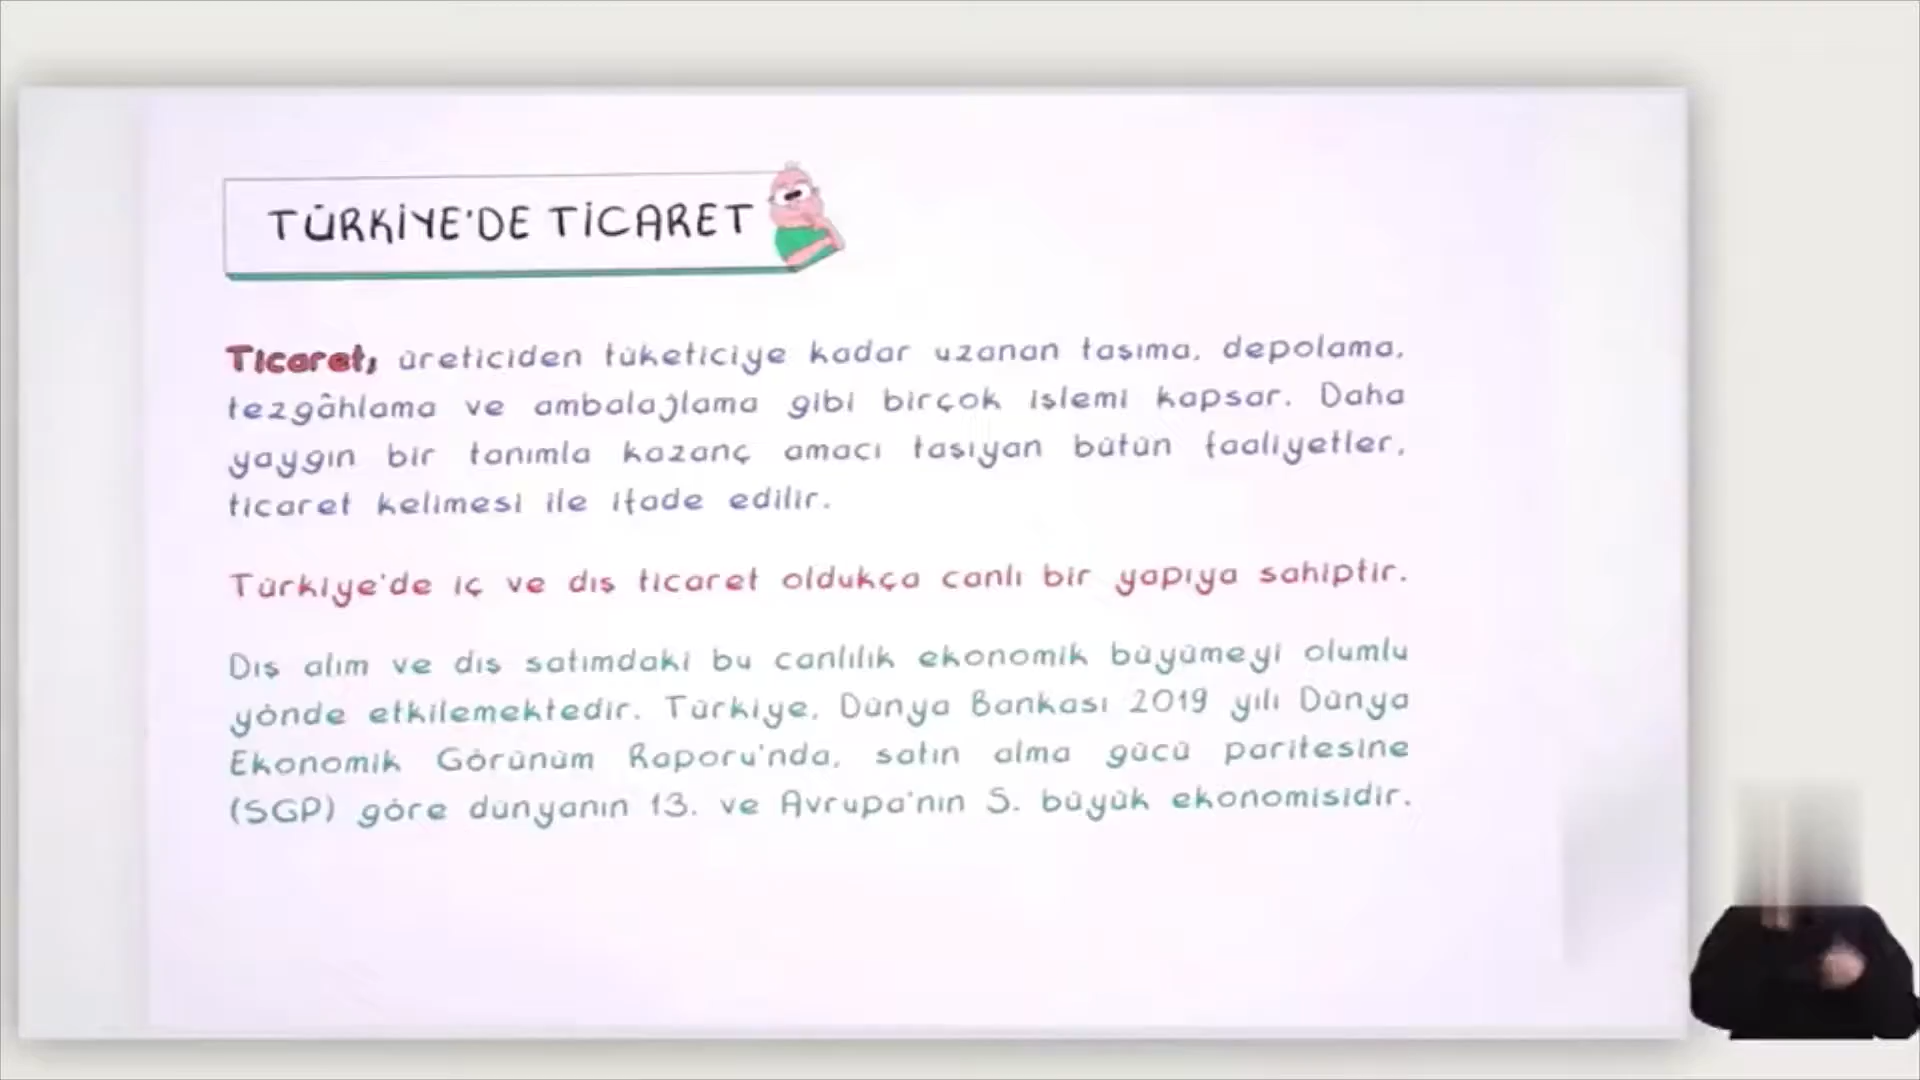 TÜRKİYE'DE TİCARET
Ticaret; üreticiden tüketiciye kadar uzanan taşıma, depolama,
tezgâhlama ve ambalajlama gibi birçok işlemi kapsar. Daha
yaygın bir tanımla kazanç amacı taşıyan bütün faaliyetler,
ticaret kelimesi ile ifade edilir.
Türkiye'de iç ve dış ticaret oldukça canlı bir yapıya sahiptir.
Dış alım ve dış satımdaki bu canlılık ekonomik büyümeyi olumlu
yönde etkilemektedir. Türkiye, Dünya Bankası 2019 yılı Dünya
Ekonomik Görünüm Raporu'nda, satın alma gücü paritesine
(SGP) göre dünyanın 13. ve Avrupa'nın 5. büyük ekonomisidir.